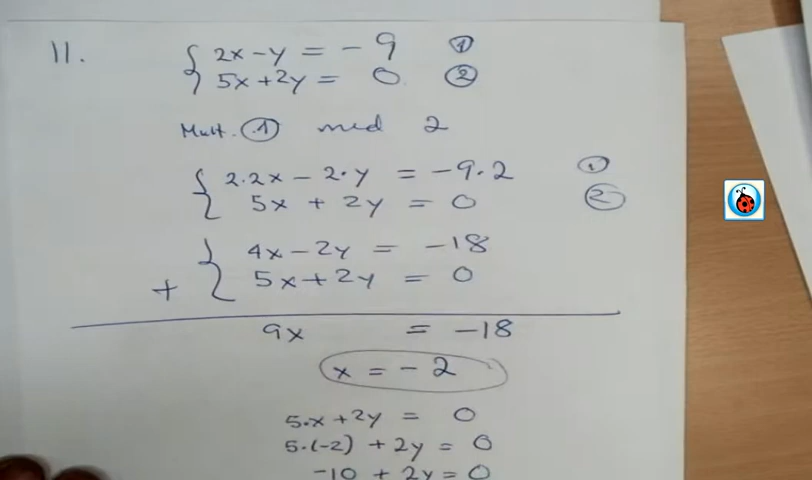 11.
2x - y = - 9 ①
5x + 2y = 0 ②
Mult. ① med 2
2·2x - 2·y = -9·2 ①
5x + 2y = 0 ②
4x - 2y = -18
+ 5x + 2y = 0
9x = -18
x = - 2
5·x + 2y = 0
5·(-2) + 2y = 0
-10 + 2y = 0